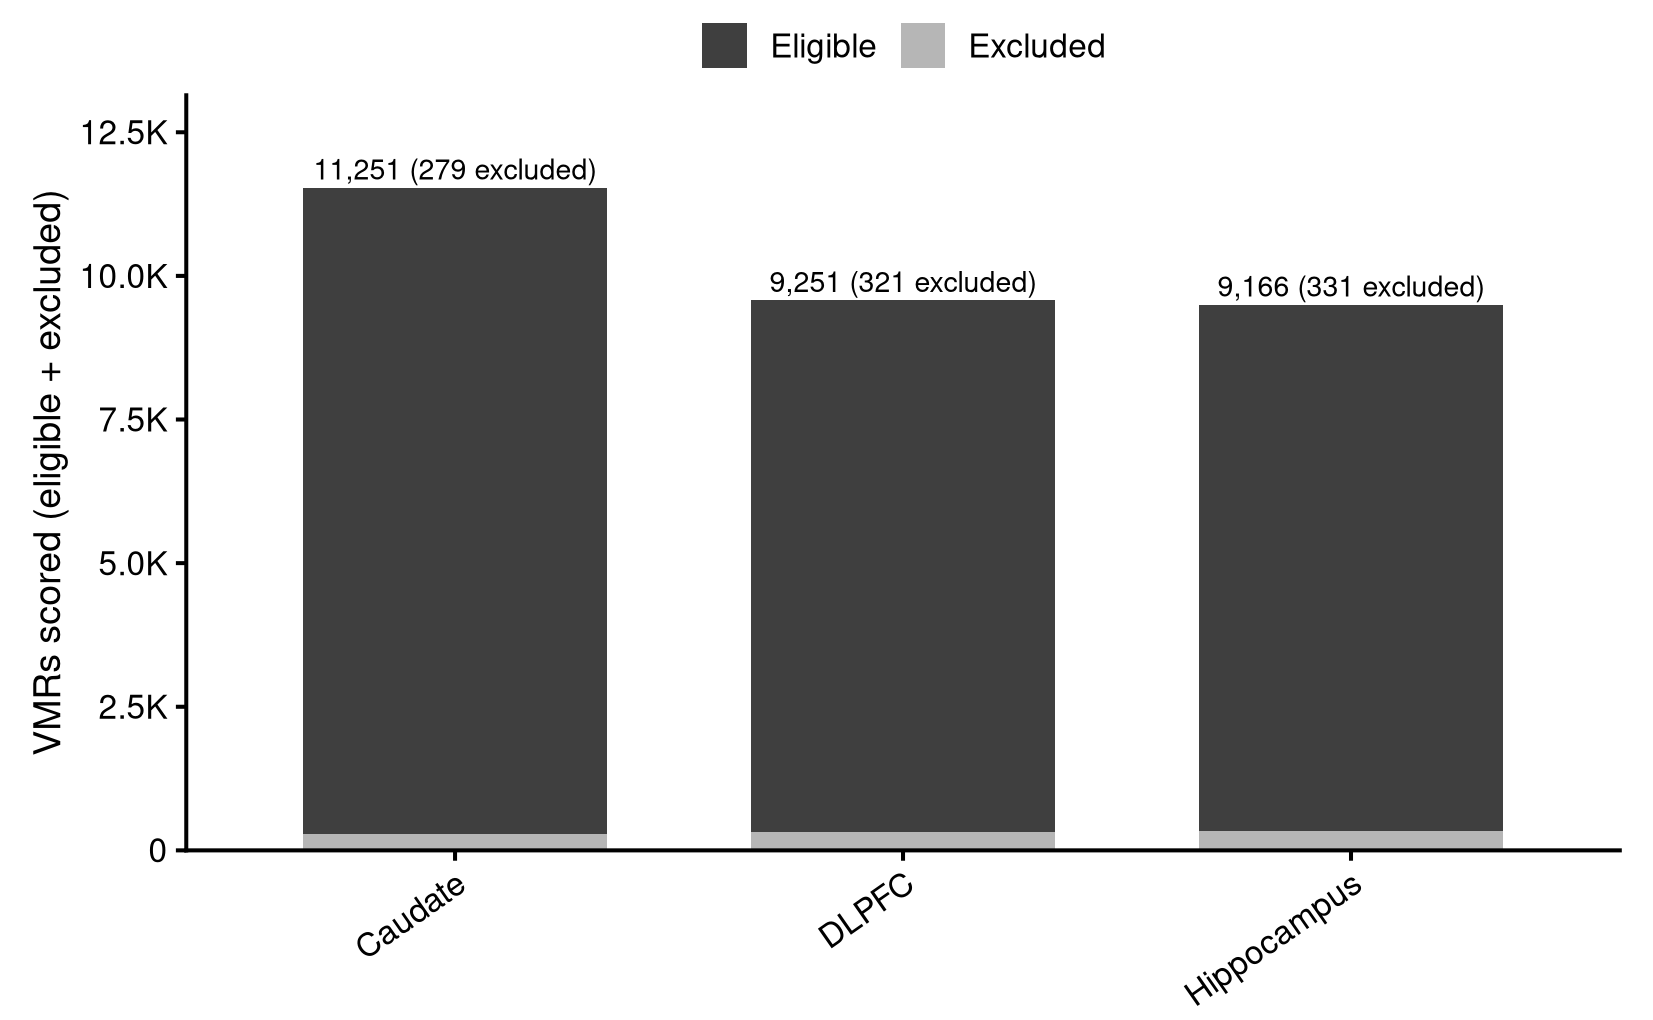 Eligible Excluded
VMRs scored (eligible + excluded)
12.5K
10.0K
7.5K
5.0K
2.5K
0
11,251 (279 excluded)
9,251 (321 excluded)
9,166 (331 excluded)
Caudate
DLPFC
Hippocampus